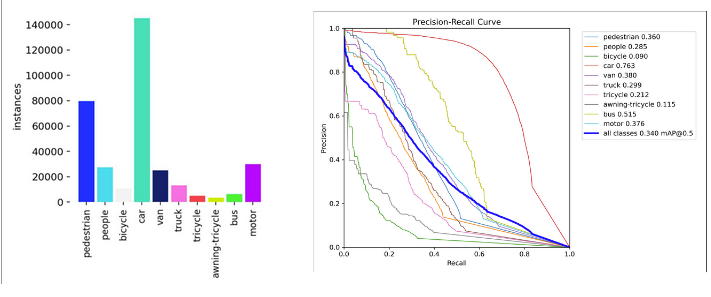 140000
120000
100000
80000
60000
40000
20000
0
instances
pedestrian
people
bicycle
car
van
truck
tricycle
awning-tricycle
bus
motor
Precision-Recall Curve
1.0
0.8
0.6
0.4
0.2
0.0
Precision
0.0 0.2 0.4 0.6 0.8 1.0
Recall
pedestrian 0.360
people 0.285
bicycle 0.090
car 0.763
van 0.380
truck 0.299
tricycle 0.212
awning-tricycle 0.115
bus 0.515
motor 0.376
all classes 0.340 mAP@0.5